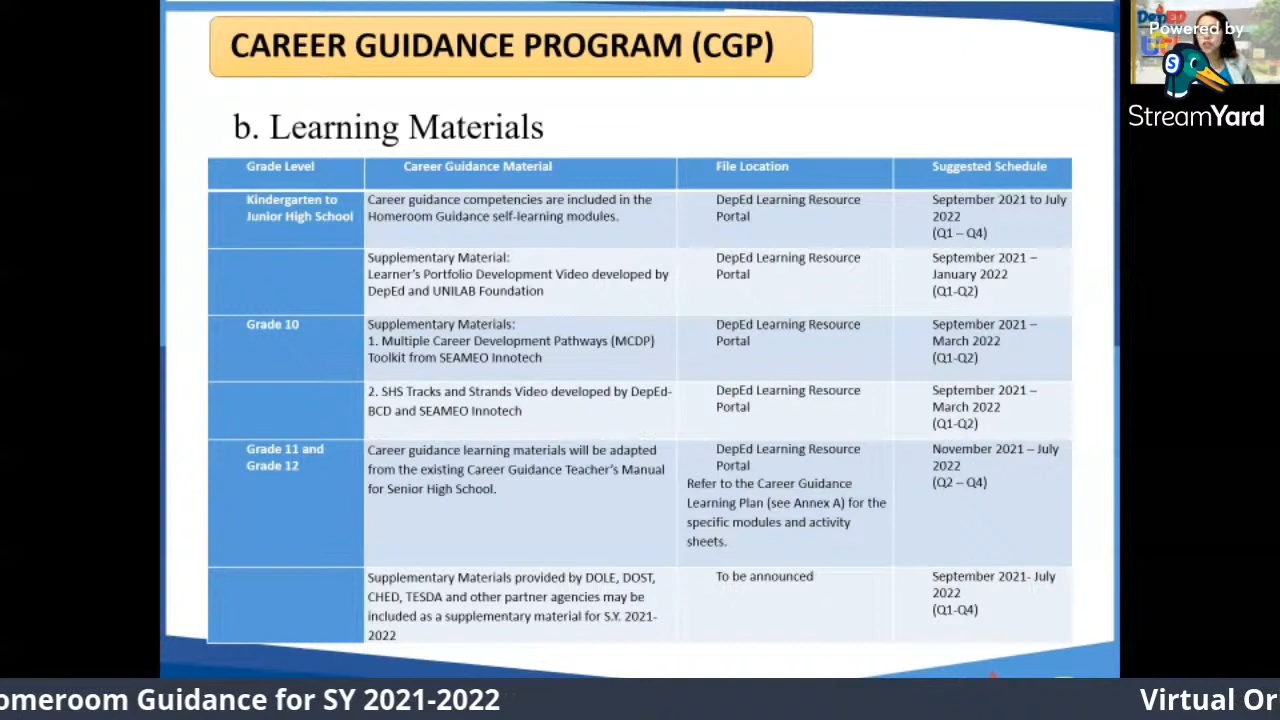 CAREER GUIDANCE PROGRAM (CGP)
DepED
Powered by
S
StreamYard
b. Learning Materials
Grade Level
Career Guidance Material
File Location
Suggested Schedule
Kindergarten to
Junior High School
Career guidance competencies are included in the
Homeroom Guidance self-learning modules.
DepEd Learning Resource
Portal
September 2021 to July
2022
(Q1 – Q4)
Supplementary Material:
Learner's Portfolio Development Video developed by
DepEd and UNILAB Foundation
DepEd Learning Resource
Portal
September 2021 –
January 2022
(Q1-Q2)
Grade 10
Supplementary Materials:
1. Multiple Career Development Pathways (MCDP)
Toolkit from SEAMEO Innotech
DepEd Learning Resource
Portal
September 2021 –
March 2022
(Q1-Q2)
2. SHS Tracks and Strands Video developed by DepEd-
BCD and SEAMEO Innotech
DepEd Learning Resource
Portal
September 2021 –
March 2022
(Q1-Q2)
Grade 11 and
Grade 12
Career guidance learning materials will be adapted
from the existing Career Guidance Teacher's Manual
for Senior High School.
DepEd Learning Resource
Portal
Refer to the Career Guidance
Learning Plan (see Annex A) for the
specific modules and activity
sheets.
November 2021 – July
2022
(Q2 – Q4)
Supplementary Materials provided by DOLE, DOST,
CHED, TESDA and other partner agencies may be
included as a supplementary material for S.Y. 2021-
2022
To be announced
September 2021- July
2022
(Q1-Q4)
omeroom Guidance for SY 2021-2022
Virtual Or